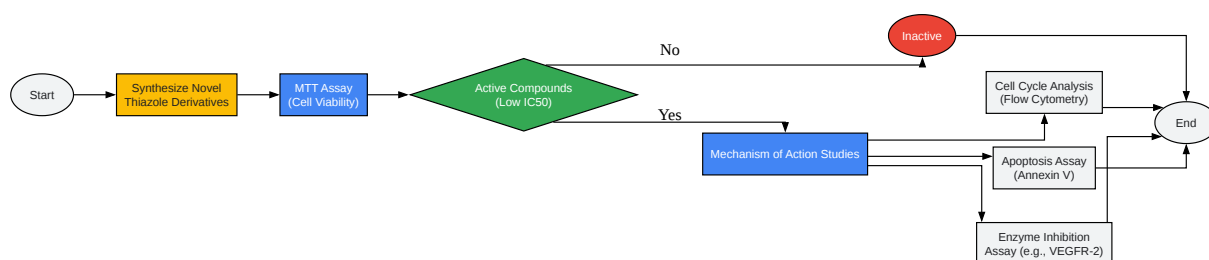 Start
Synthesize Novel
Thiazole Derivatives
MTT Assay
(Cell Viability)
Active Compounds
(Low IC50)
No
Inactive
Yes
Mechanism of Action Studies
Cell Cycle Analysis
(Flow Cytometry)
Apoptosis Assay
(Annexin V)
Enzyme Inhibition
Assay (e.g., VEGFR-2)
End